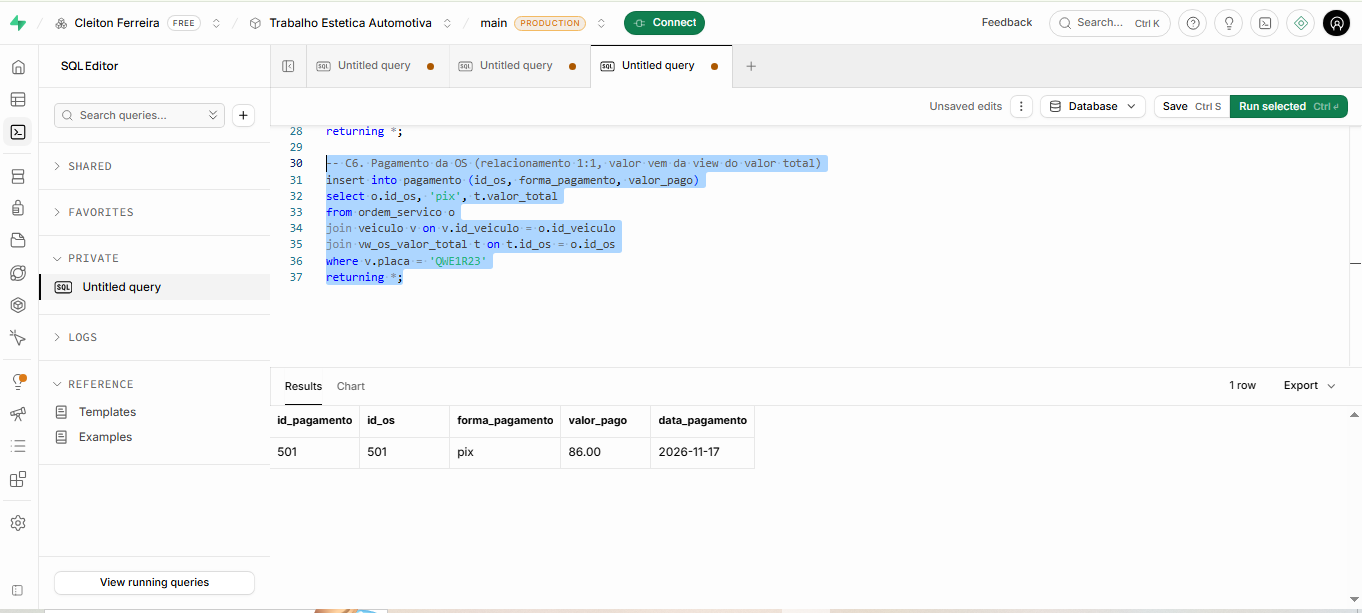 Cleiton Ferreira FREE / Trabalho Estetica Automotiva / main PRODUCTION Connect Feedback Search... Ctrl K
SQL Editor
SQL Untitled query SQL Untitled query SQL Untitled query +
Search queries... +
Unsaved edits Database Save Ctrl S Run selected Ctrl ↵
SHARED
FAVORITES
PRIVATE
SQL Untitled query
LOGS
REFERENCE
Templates
Examples
View running queries
28 returning *;
29
30 -- C6. Pagamento da OS (relacionamento 1:1, valor vem da view do valor total)
31 insert into pagamento (id_os, forma_pagamento, valor_pago)
32 select o.id_os, 'pix', t.valor_total
33 from ordem_servico o
34 join veiculo v on v.id_veiculo = o.id_veiculo
35 join vw_os_valor_total t on t.id_os = o.id_os
36 where v.placa = 'QWE1R23'
37 returning *;
Results Chart 1 row Export
id_pagamento id_os forma_pagamento valor_pago data_pagamento
501 501 pix 86.00 2026-11-17